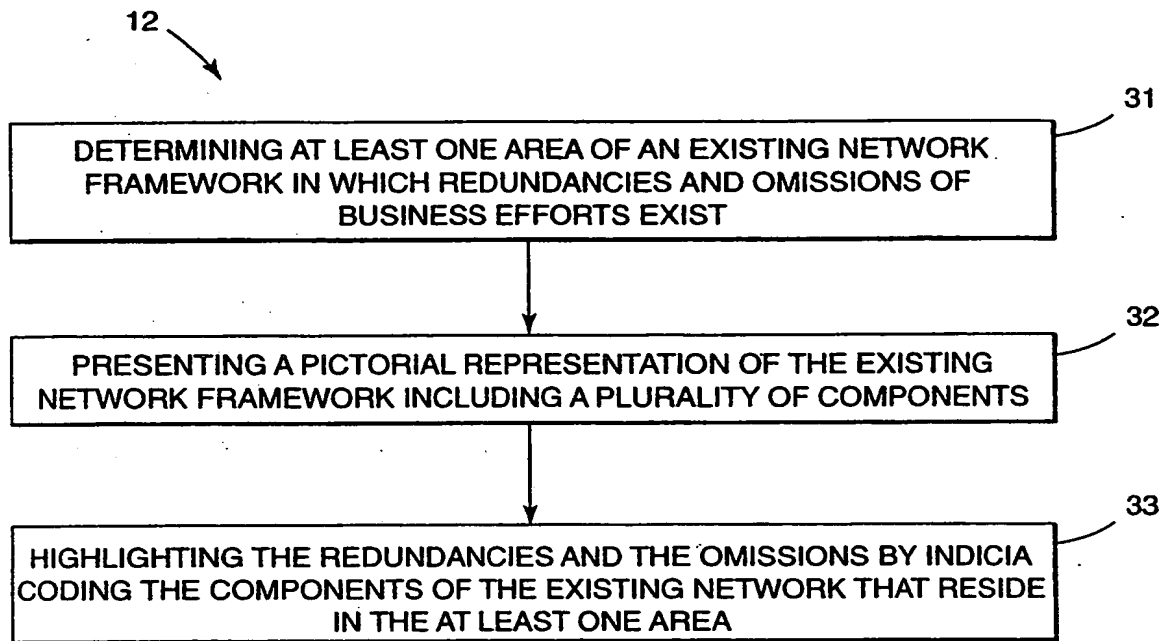 12
31
DETERMINING AT LEAST ONE AREA OF AN EXISTING NETWORK
FRAMEWORK IN WHICH REDUNDANCIES AND OMISSIONS OF
BUSINESS EFFORTS EXIST
32
PRESENTING A PICTORIAL REPRESENTATION OF THE EXISTING
NETWORK FRAMEWORK INCLUDING A PLURALITY OF COMPONENTS
33
HIGHLIGHTING THE REDUNDANCIES AND THE OMISSIONS BY INDICIA
CODING THE COMPONENTS OF THE EXISTING NETWORK THAT RESIDE
IN THE AT LEAST ONE AREA